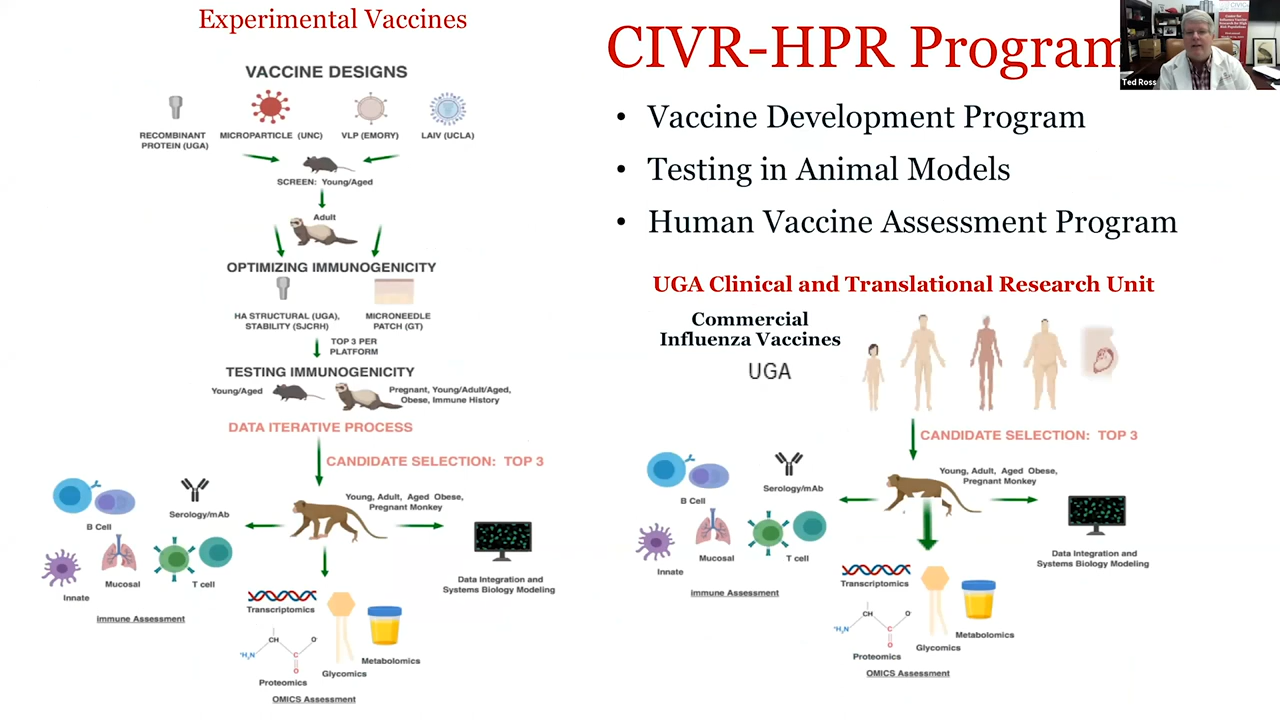 Experimental Vaccines
VACCINE DESIGNS
RECOMBINANT
PROTEIN (UGA)
MICROPARTICLE (UNC)
VLP (EMORY)
LAIV (UCLA)
SCREEN: Young/Aged
Adult
OPTIMIZING IMMUNOGENICITY
HA STRUCTURAL (UGA),
STABILITY (SJCRH)
MICRONEEDLE
PATCH (GT)
TOP 3 PER
PLATFORM
TESTING IMMUNOGENICITY
Young/Aged
Pregnant, Young/Adult/Aged,
Obese, Immune History
DATA ITERATIVE PROCESS
CANDIDATE SELECTION: TOP 3
Young, Adult, Aged Obese,
Pregnant Monkey
B Cell
Serology/mAb
Innate
Mucosal
T cell
immune Assessment
Data Integration and
Systems Biology Modeling
Transcriptomics
CH
O-
+H₂N
C
O
Proteomics
Glycomics
Metabolomics
OMICS Assessment
CIVR-HPR Program
• Vaccine Development Program
• Testing in Animal Models
• Human Vaccine Assessment Program
UGA Clinical and Translational Research Unit
Commercial
Influenza Vaccines
UGA
CANDIDATE SELECTION: TOP 3
Young, Adult, Aged Obese,
Pregnant Monkey
B Cell
Serology/mAb
Innate
Mucosal
T cell
immune Assessment
Data Integration and
Systems Biology Modeling
Transcriptomics
CH
O-
+H₂N
C
O
Proteomics
Glycomics
Metabolomics
OMICS Assessment
Ted Ross